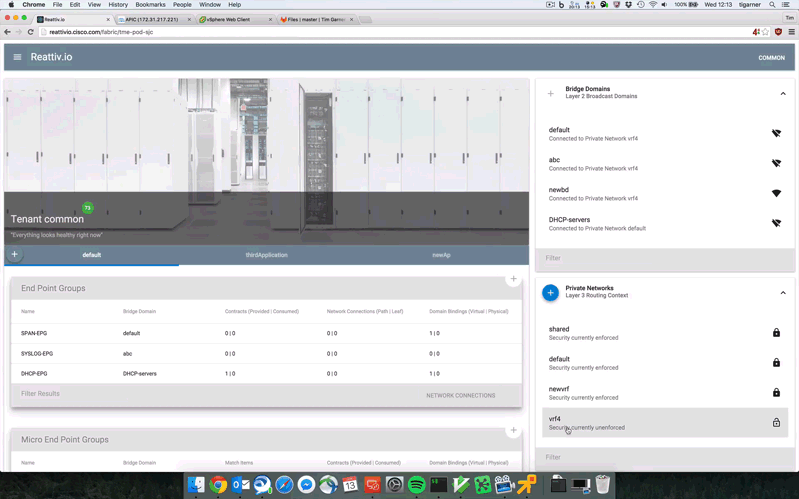 Chrome File Edit View History Bookmarks People Window Help 100% Wed 12:13 tigarner
Reattiv.io APIC (172.31.217.221) vSphere Web Client Files | master | Tim Garner Tim
reattivio.cisco.com/fabric/tme-pod-sjc
Reattiv.io COMMON
73
Tenant common
"Everything looks healthy right now"
default thirdApplication newAp
End Point Groups
Name Bridge Domain Contracts (Provided | Consumed) Network Connections (Path | Leaf) Domain Bindings (Virtual | Physical)
SPAN-EPG default 0 | 0 0 | 0 1 | 0
SYSLOG-EPG abc 0 | 0 0 | 0 0 | 0
DHCP-EPG DHCP-servers 1 | 0 0 | 0 1 | 0
Filter Results NETWORK CONNECTIONS
Micro End Point Groups
Name Bridge Domain Match Items Contracts (Provided | Consumed) Domain Bindings (Virtual | Physical)
Bridge Domains
Layer 2 Broadcast Domains
default
Connected to Private Network vrf4
abc
Connected to Private Network vrf4
newbd
Connected to Private Network vrf4
DHCP-servers
Connected to Private Network default
Filter
Private Networks
Layer 3 Routing Context
shared
Security currently enforced
default
Security currently enforced
newvrf
Security currently enforced
vrf4
Security currently unenforced
Filter